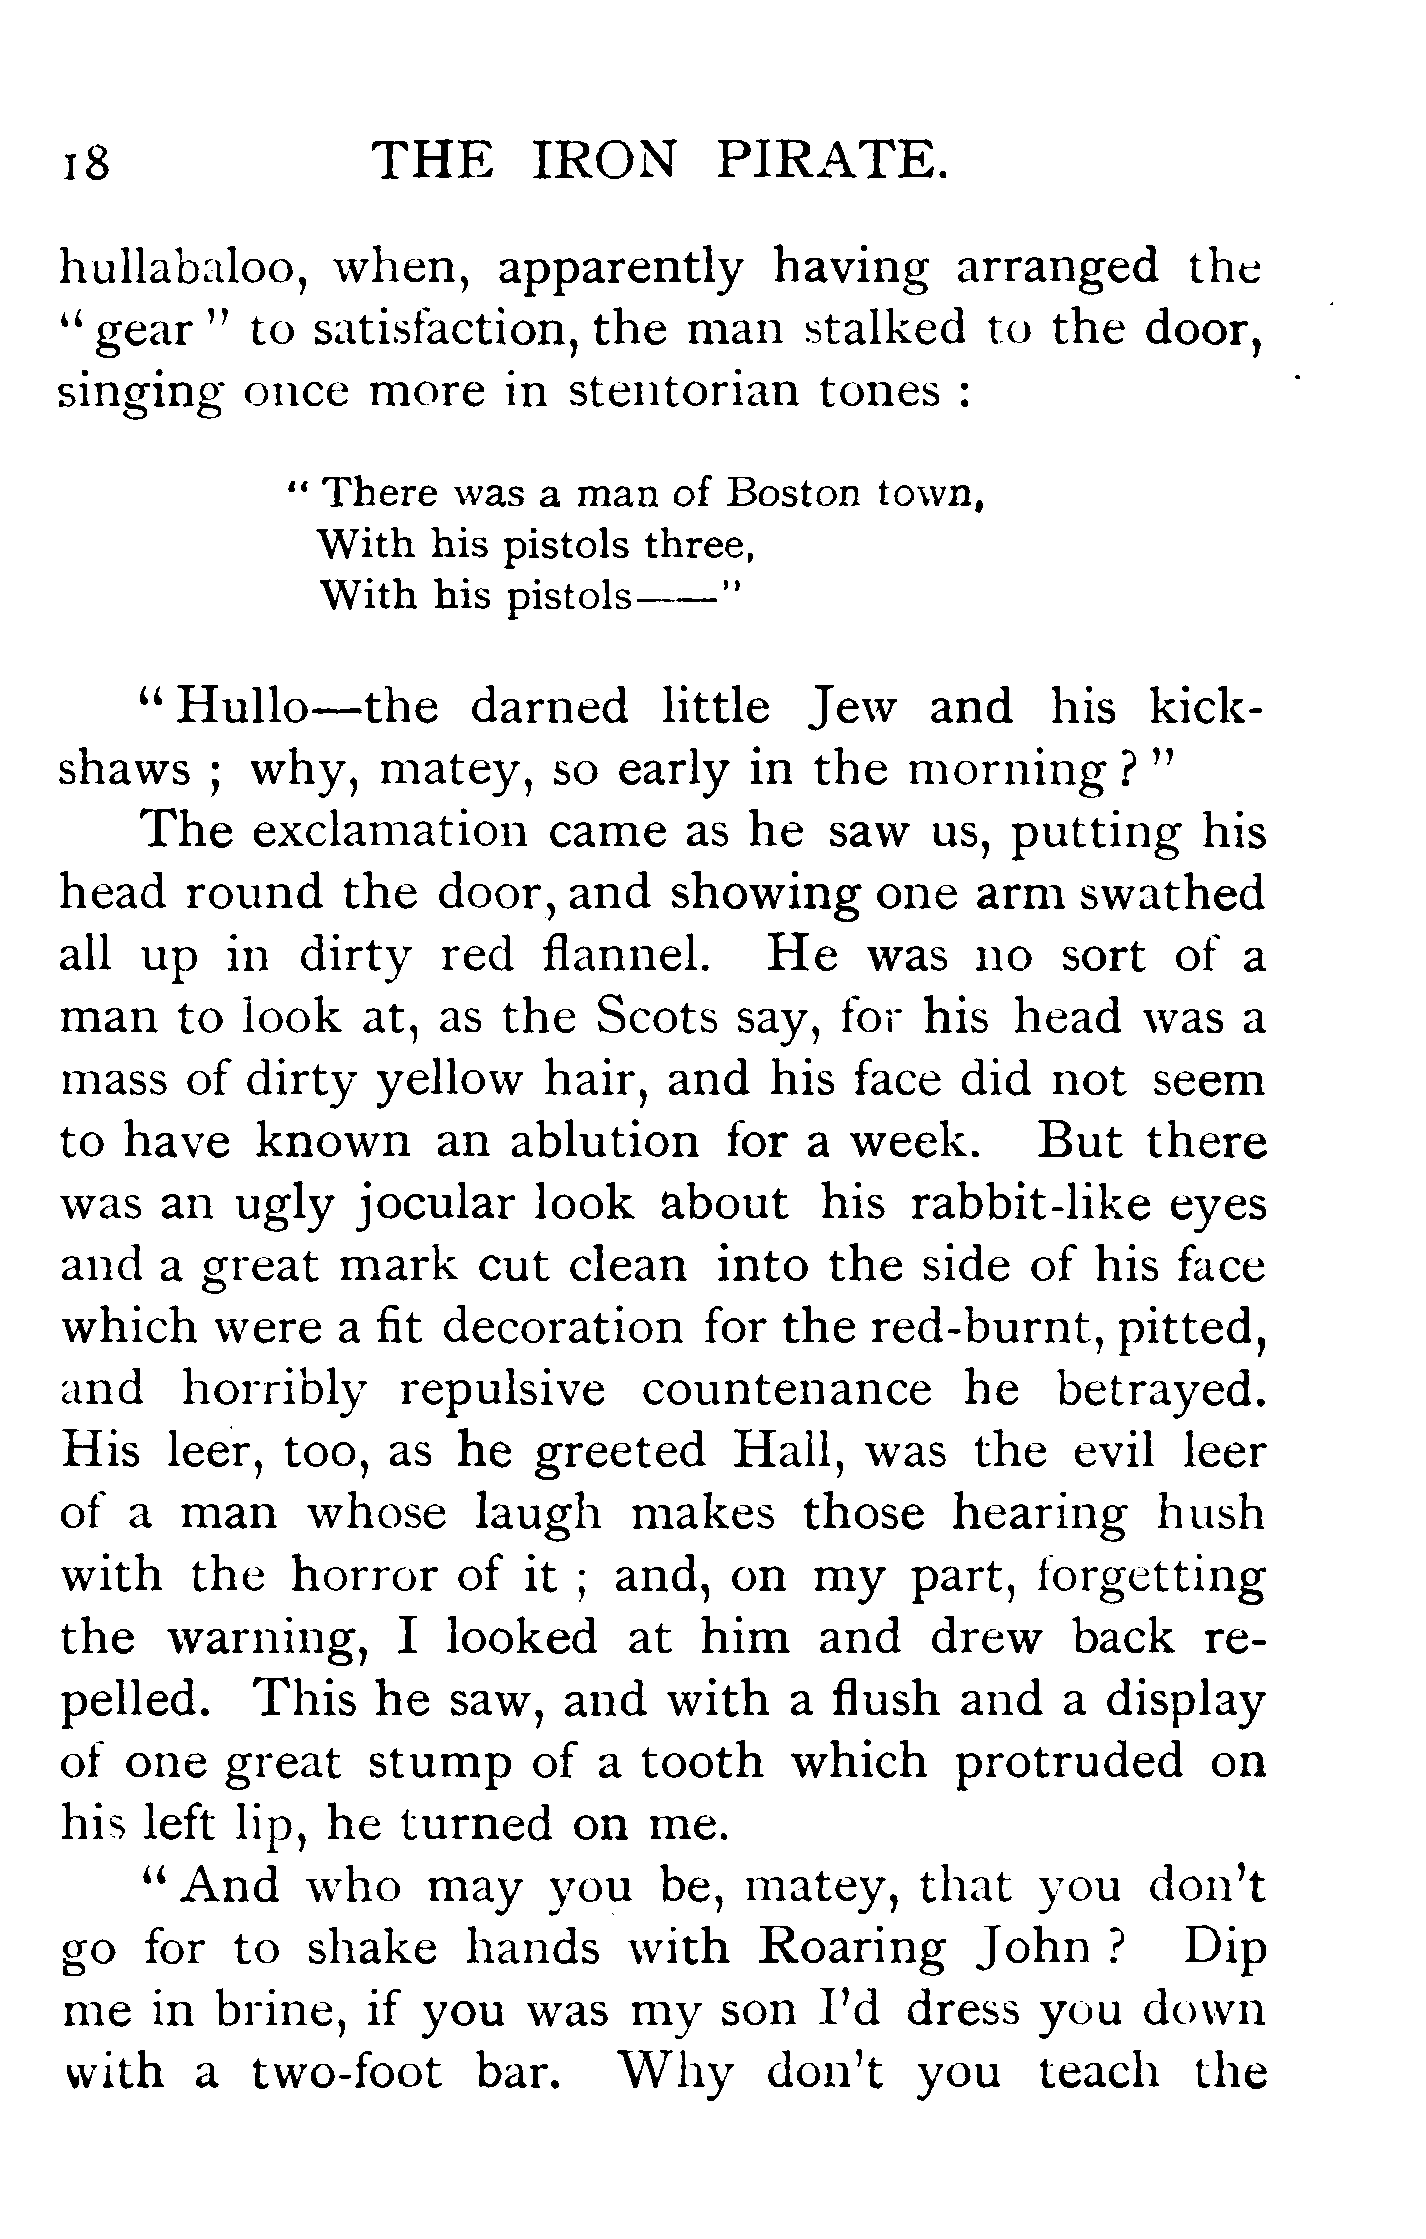 18 THE IRON PIRATE.
hullabaloo, when, apparently having arranged the
“gear” to satisfaction, the man stalked to the door,
singing once more in stentorian tones :
“There was a man of Boston town,
With his pistols three,
With his pistols——”
“Hullo—the darned little Jew and his kick-
shaws ; why, matey, so early in the morning?”
The exclamation came as he saw us, putting his
head round the door, and showing one arm swathed
all up in dirty red flannel. He was no sort of a
man to look at, as the Scots say, for his head was a
mass of dirty yellow hair, and his face did not seem
to have known an ablution for a week. But there
was an ugly jocular look about his rabbit-like eyes
and a great mark cut clean into the side of his face
which were a fit decoration for the red-burnt, pitted,
and horribly repulsive countenance he betrayed.
His leer, too, as he greeted Hall, was the evil leer
of a man whose laugh makes those hearing hush
with the horror of it ; and, on my part, forgetting
the warning, I looked at him and drew back re-
pelled. This he saw, and with a flush and a display
of one great stump of a tooth which protruded on
his left lip, he turned on me.
“And who may you be, matey, that you don't
go for to shake hands with Roaring John ? Dip
me in brine, if you was my son I'd dress you down
with a two-foot bar. Why don't you teach the